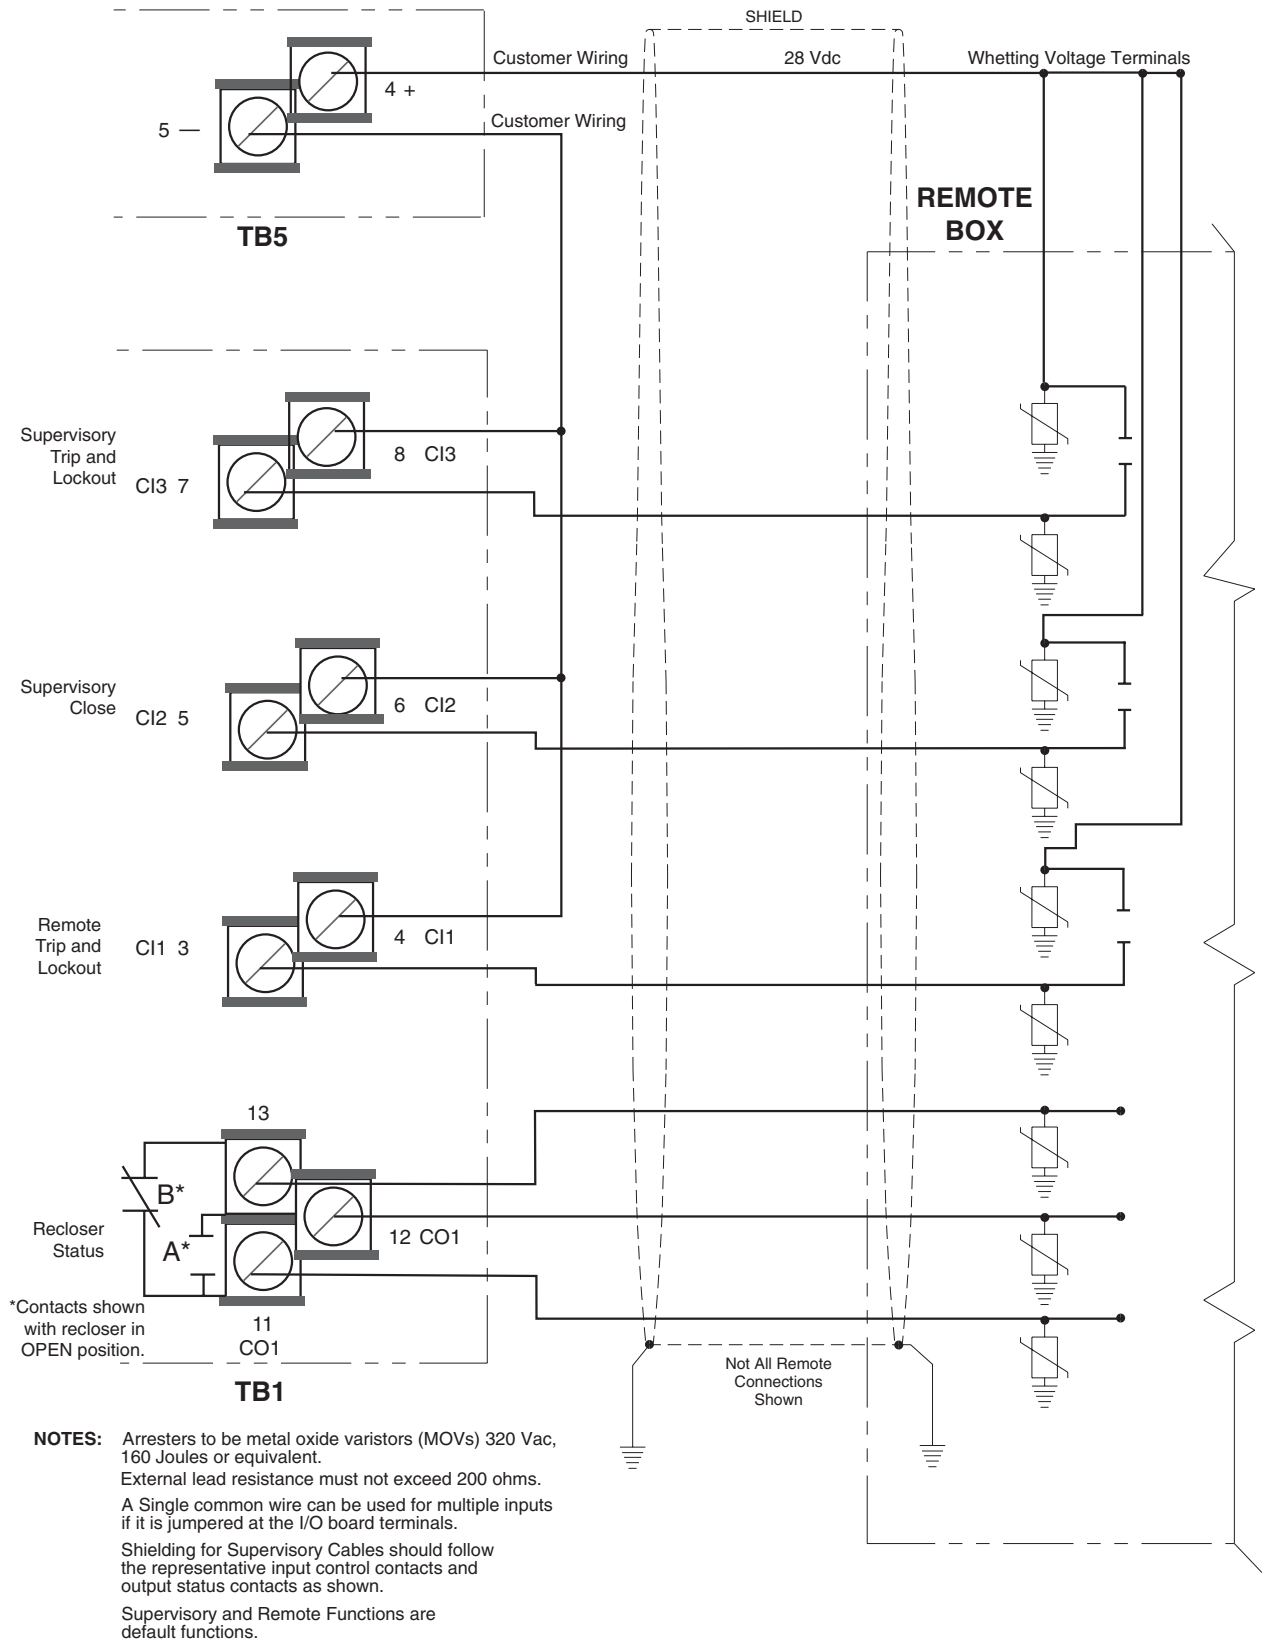 SHIELD
Customer Wiring
28 Vdc
Whetting Voltage Terminals
4 +
5 —
Customer Wiring
REMOTE
BOX
TB5
Supervisory
Trip and
Lockout
CI3 7
8 CI3
Supervisory
Close
CI2 5
6 CI2
Remote
Trip and
Lockout
CI1 3
4 CI1
13
B*
A*
Recloser
Status
12 CO1
*Contacts shown
with recloser in
OPEN position.
11
CO1
TB1
Not All Remote
Connections
Shown
NOTES: Arresters to be metal oxide varistors (MOVs) 320 Vac,
160 Joules or equivalent.
External lead resistance must not exceed 200 ohms.
A Single common wire can be used for multiple inputs
if it is jumpered at the I/O board terminals.
Shielding for Supervisory Cables should follow
the representative input control contacts and
output status contacts as shown.
Supervisory and Remote Functions are
default functions.